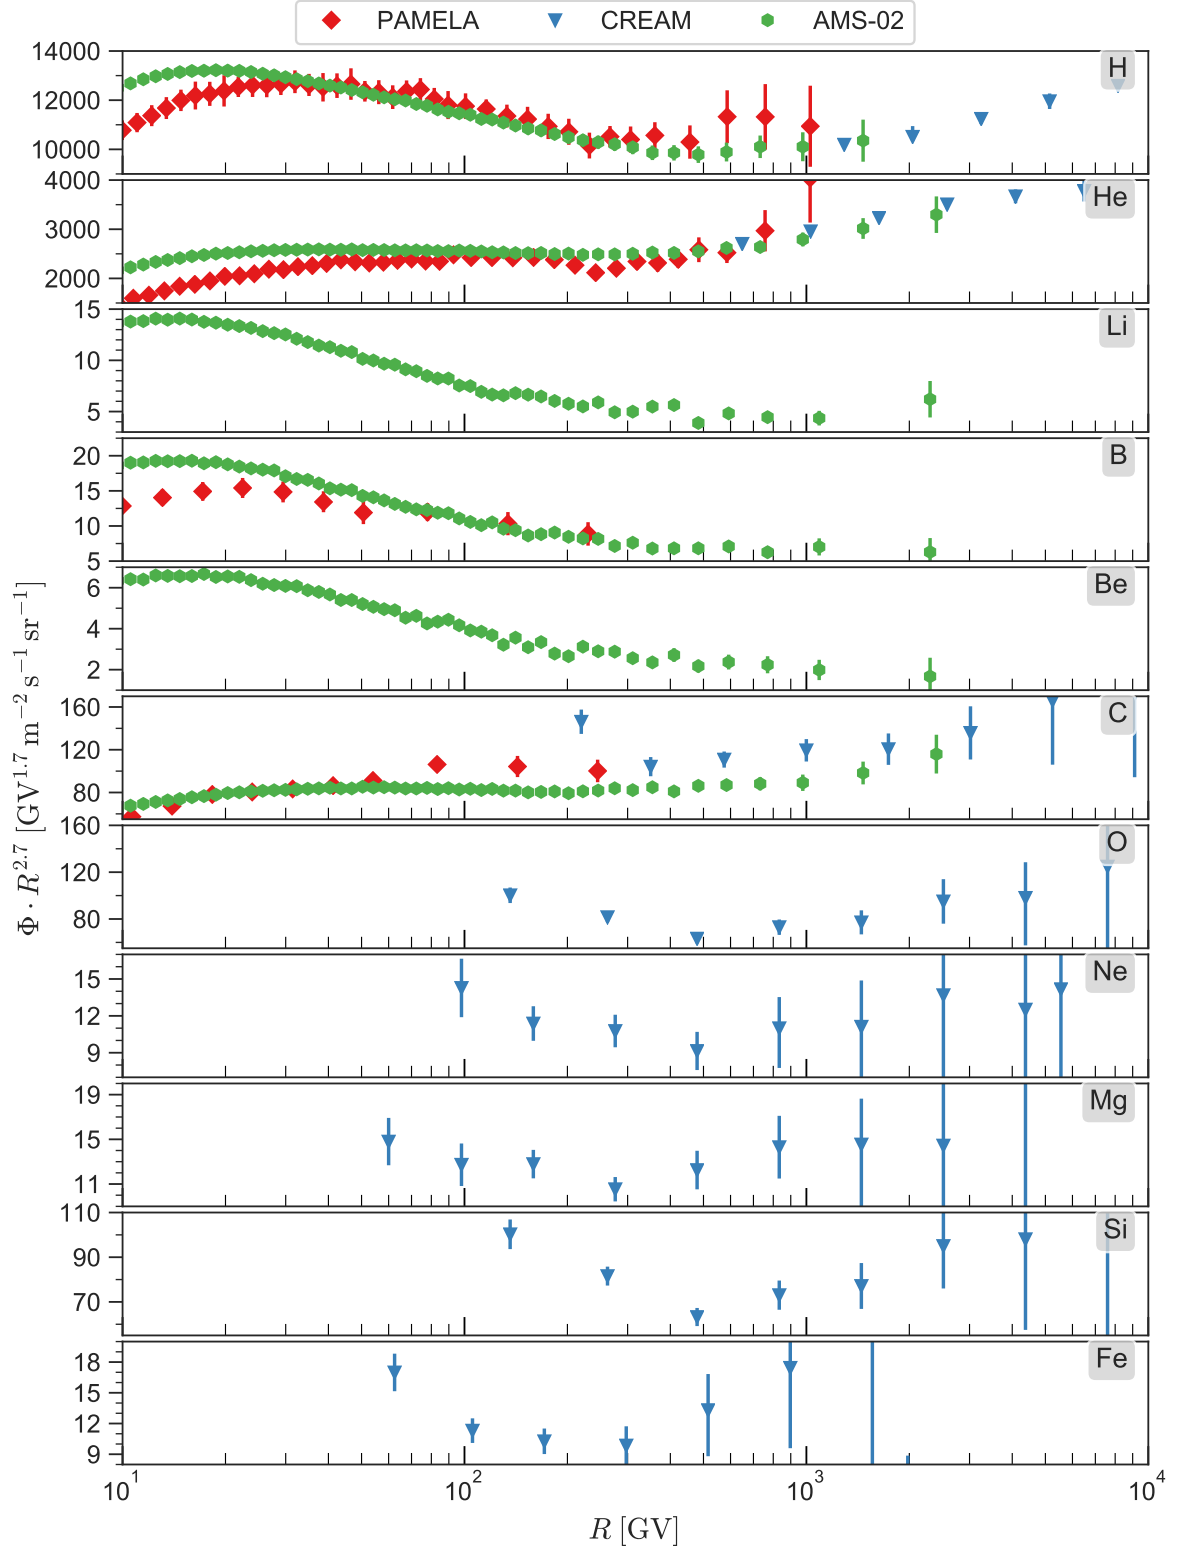 PAMELA CREAM AMS-02
14000
12000
10000
H
4000
3000
2000
He
15
10
5
Li
20
15
10
5
B
6
4
2
Be
160
120
80
C
160
120
80
O
15
12
9
Ne
19
15
11
Mg
110
90
70
Si
18
15
12
9
Fe
10^1 10^2 10^3 10^4
R [GV]
Φ · R^2.7 [GV^1.7 m^−2 s^−1 sr^−1]